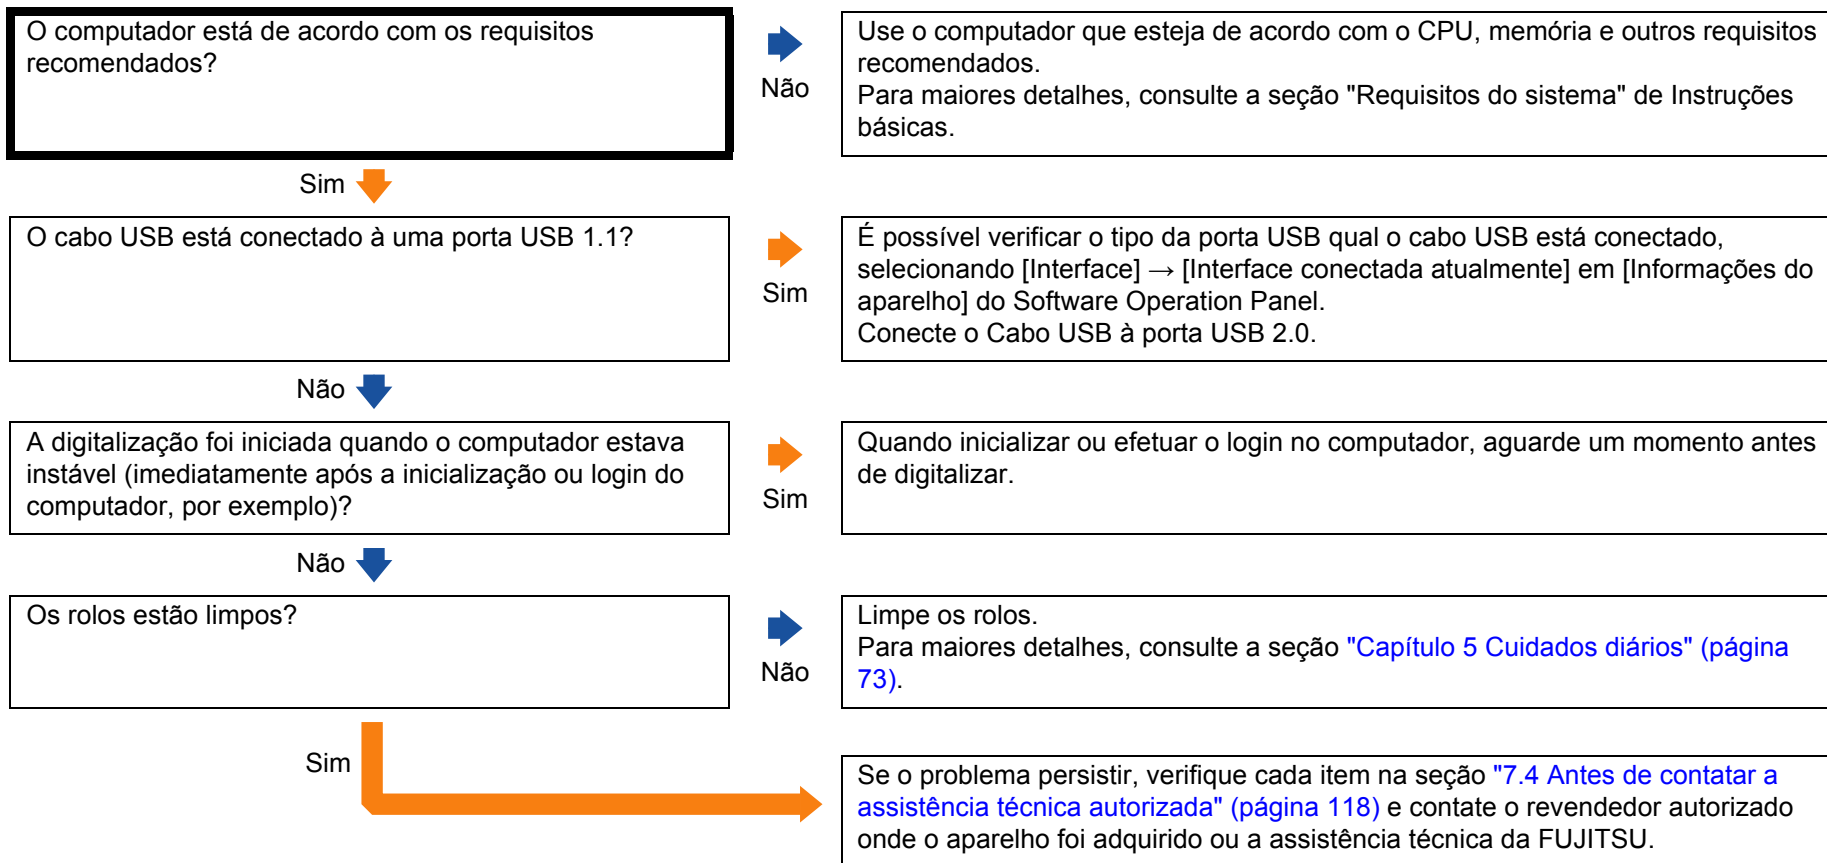 O computador está de acordo com os requisitos
recomendados?
Não
Use o computador que esteja de acordo com o CPU, memória e outros requisitos
recomendados.
Para maiores detalhes, consulte a seção "Requisitos do sistema" de Instruções
básicas.
Sim
O cabo USB está conectado à uma porta USB 1.1?
Sim
É possível verificar o tipo da porta USB qual o cabo USB está conectado,
selecionando [Interface] → [Interface conectada atualmente] em [Informações do
aparelho] do Software Operation Panel.
Conecte o Cabo USB à porta USB 2.0.
Não
A digitalização foi iniciada quando o computador estava
instável (imediatamente após a inicialização ou login do
computador, por exemplo)?
Sim
Quando inicializar ou efetuar o login no computador, aguarde um momento antes
de digitalizar.
Não
Os rolos estão limpos?
Não
Limpe os rolos.
Para maiores detalhes, consulte a seção "Capítulo 5 Cuidados diários" (página
73).
Sim
Se o problema persistir, verifique cada item na seção "7.4 Antes de contatar a
assistência técnica autorizada" (página 118) e contate o revendedor autorizado
onde o aparelho foi adquirido ou a assistência técnica da FUJITSU.